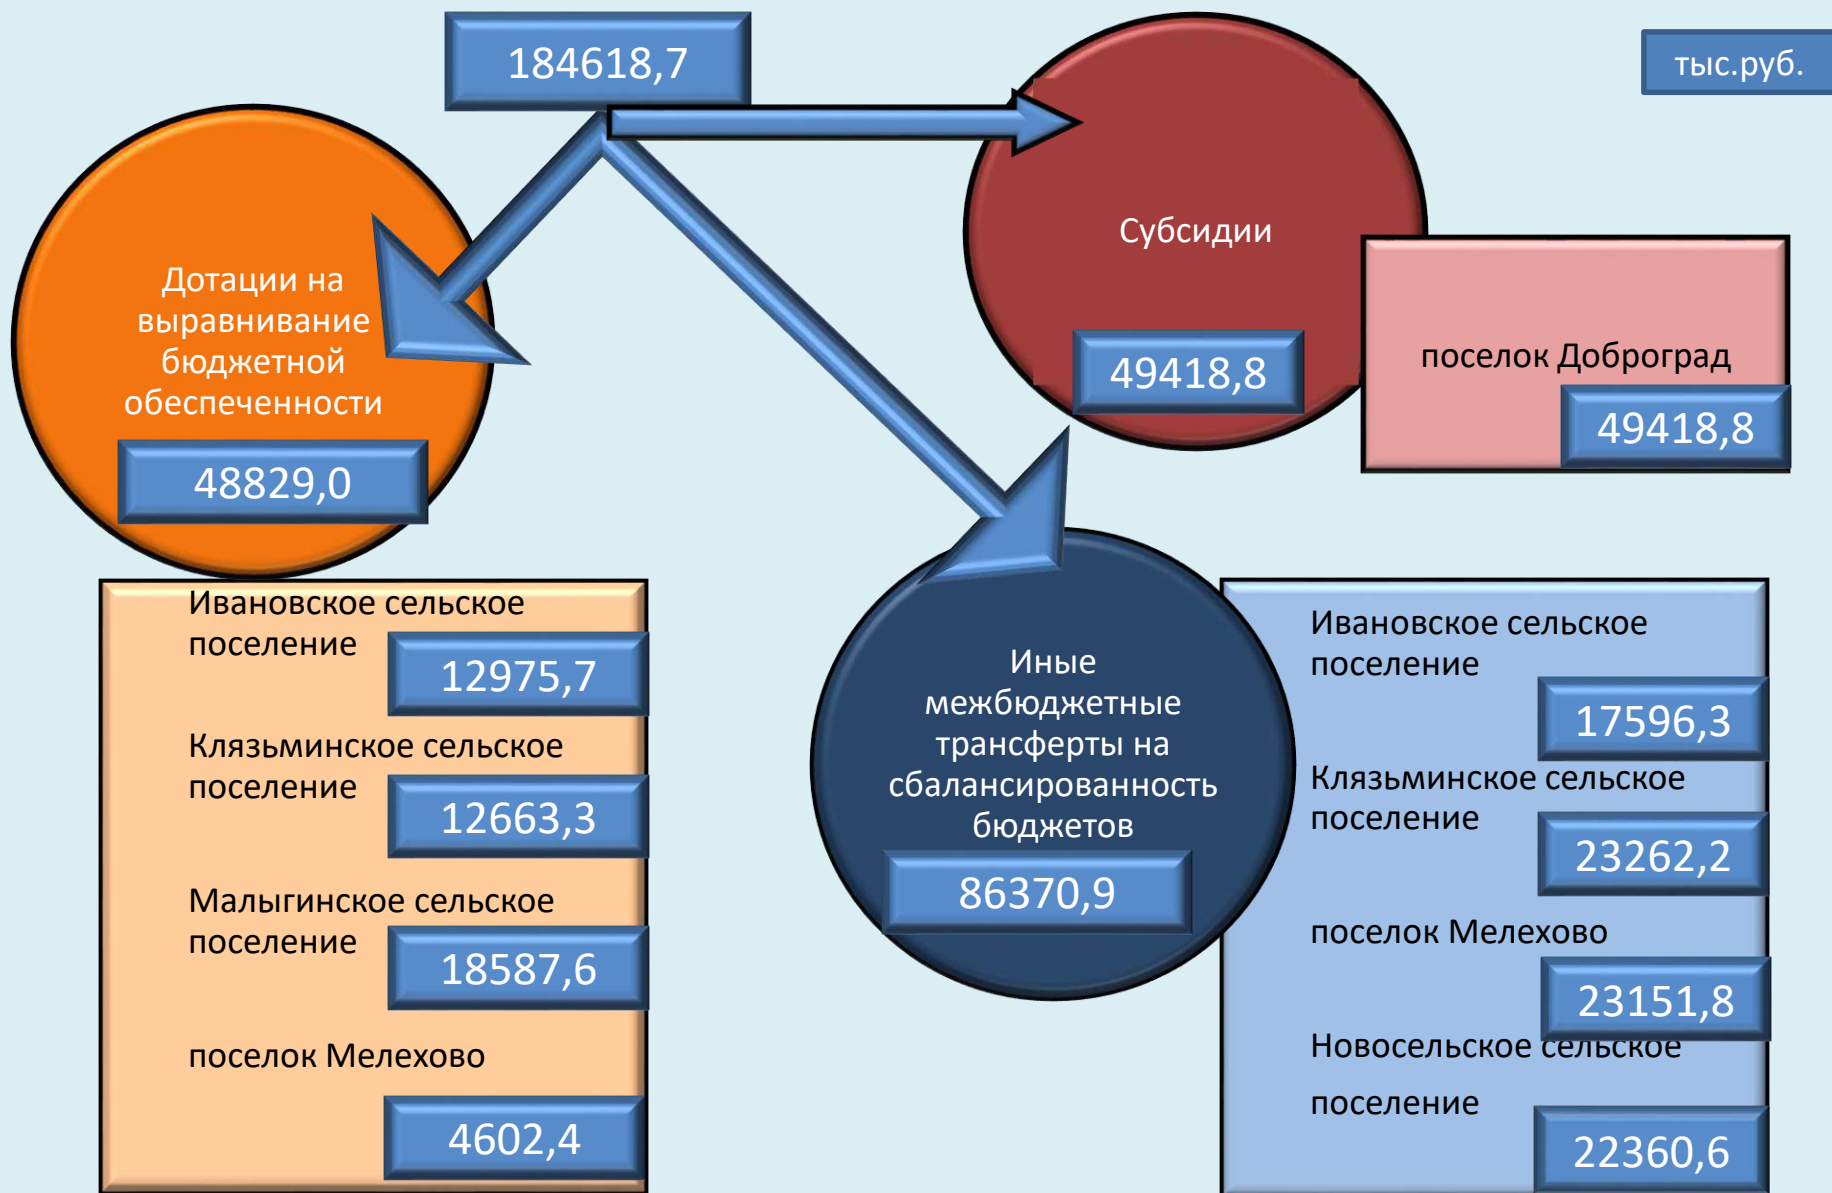 184618,7
тыс.руб.
Дотации на
выравнивание
бюджетной
обеспеченности
48829,0
Субсидии
49418,8
поселок Доброград
49418,8
Ивановское сельское
поселение
12975,7
Клязьминское сельское
поселение
12663,3
Малыгинское сельское
поселение
18587,6
поселок Мелехово
4602,4
Иные
межбюджетные
трансферты на
сбалансированность
бюджетов
86370,9
Ивановское сельское
поселение
17596,3
Клязьминское сельское
поселение
23262,2
поселок Мелехово
23151,8
Новосельское сельское
поселение
22360,6